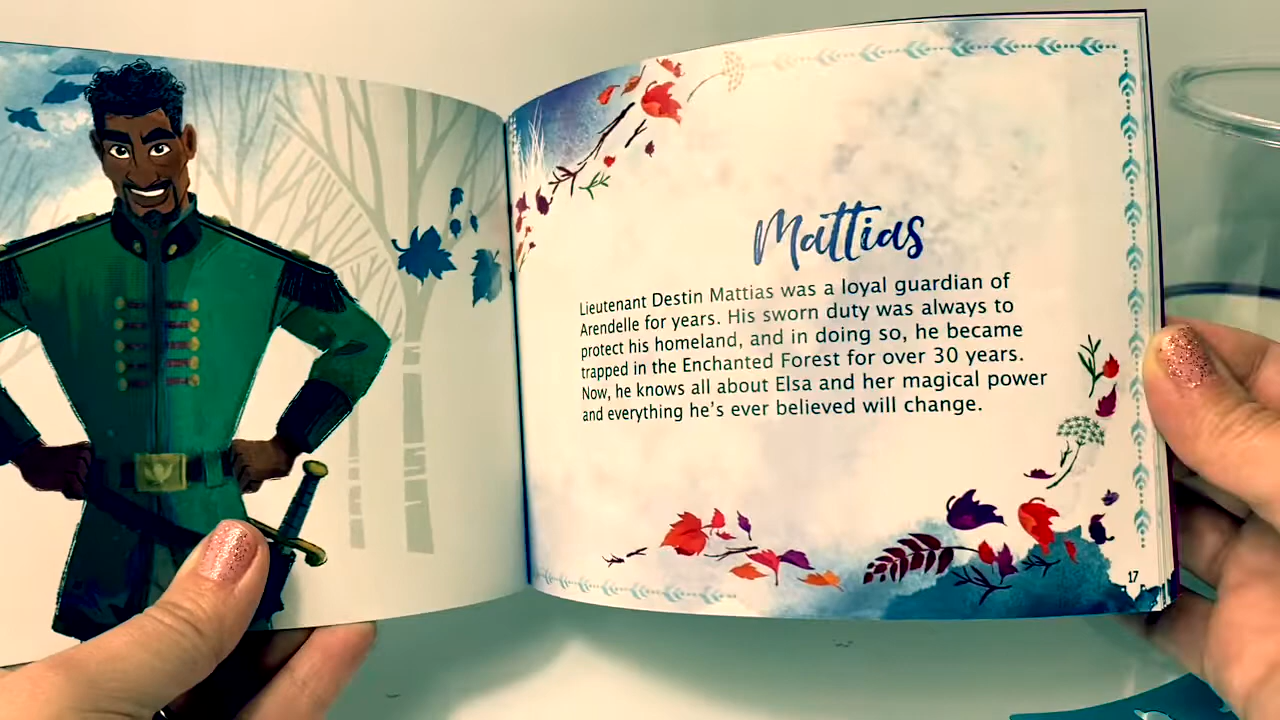 Mattias
Lieutenant Destin Mattias was a loyal guardian of
Arendelle for years. His sworn duty was always to
protect his homeland, and in doing so, he became
trapped in the Enchanted Forest for over 30 years.
Now, he knows all about Elsa and her magical power
and everything he's ever believed will change.
17